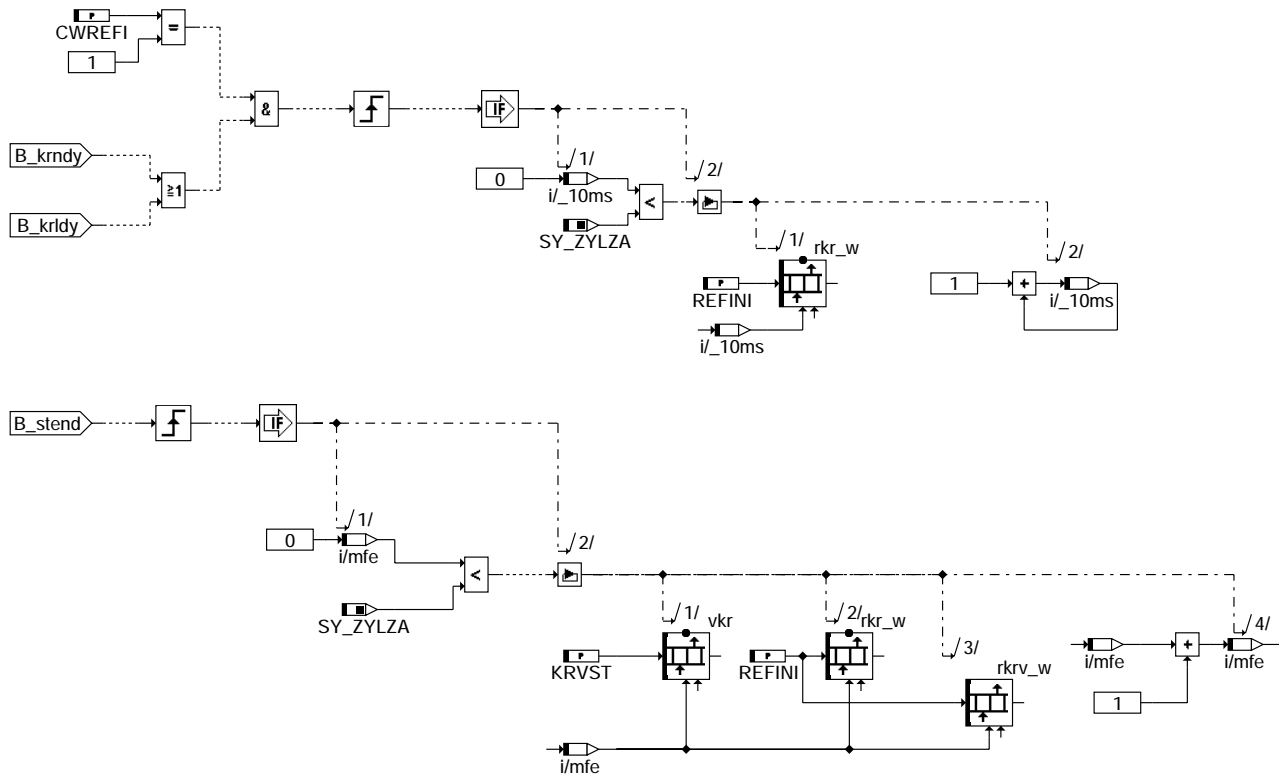 P
CWREFI
=
1
&
IF
B_krndy
≥1
B_krldy
/1/
/2/
0
i/_10ms
<
SY_ZYLZA
/1/
rkr_w
/2/
P
REFINI
1
+
i/_10ms
i/_10ms
B_stend
IF
/1/
0
i/mfe
/2/
<
SY_ZYLZA
/1/
vkr
/2/
rkr_w
/3/
/4/
P
KRVST
P
REFINI
rkrv_w
i/mfe
+
i/mfe
1
i/mfe